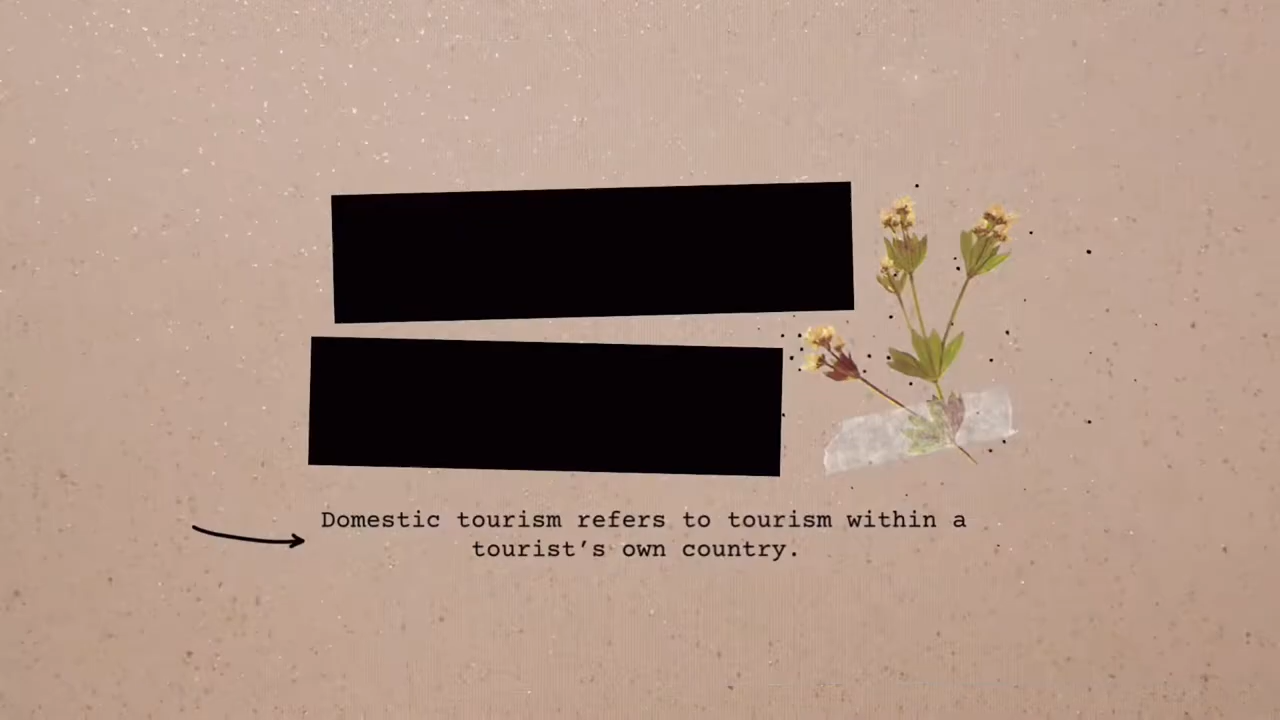 Domestic tourism refers to tourism within a
tourist’s own country.